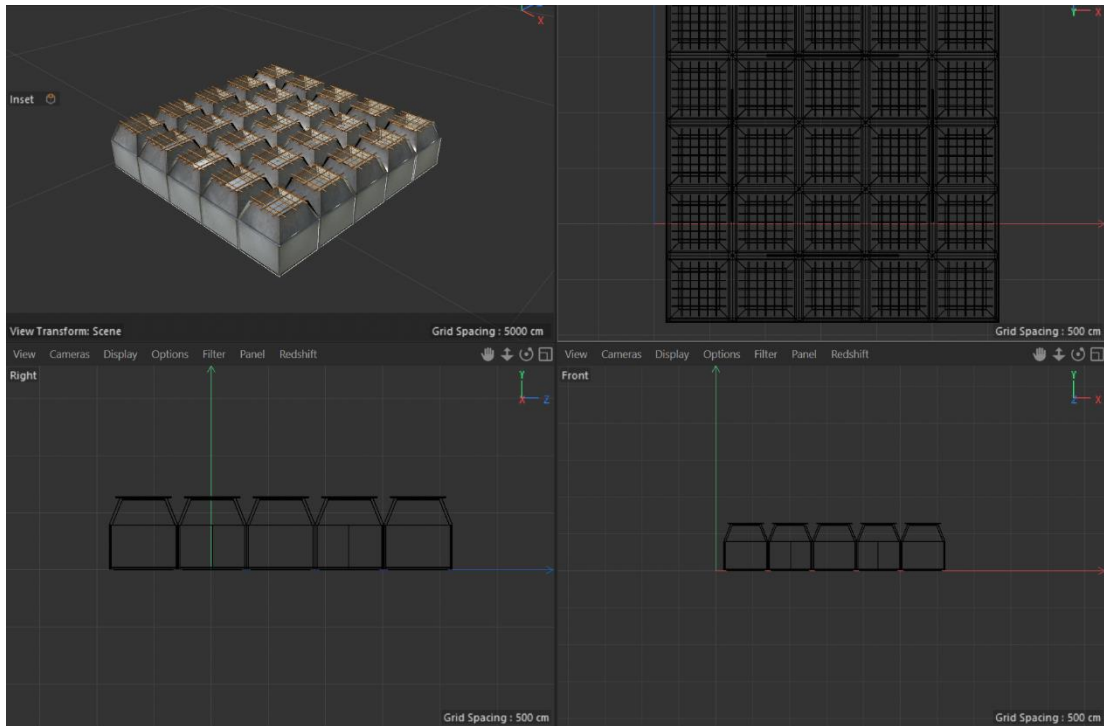 X
Y
X
Inset
View Transform: Scene
Grid Spacing : 5000 cm
Grid Spacing : 500 cm
View Cameras Display Options Filter Panel Redshift
View Cameras Display Options Filter Panel Redshift
Right
Y
X
Z
Front
Y
Z
X
Grid Spacing : 500 cm
Grid Spacing : 500 cm